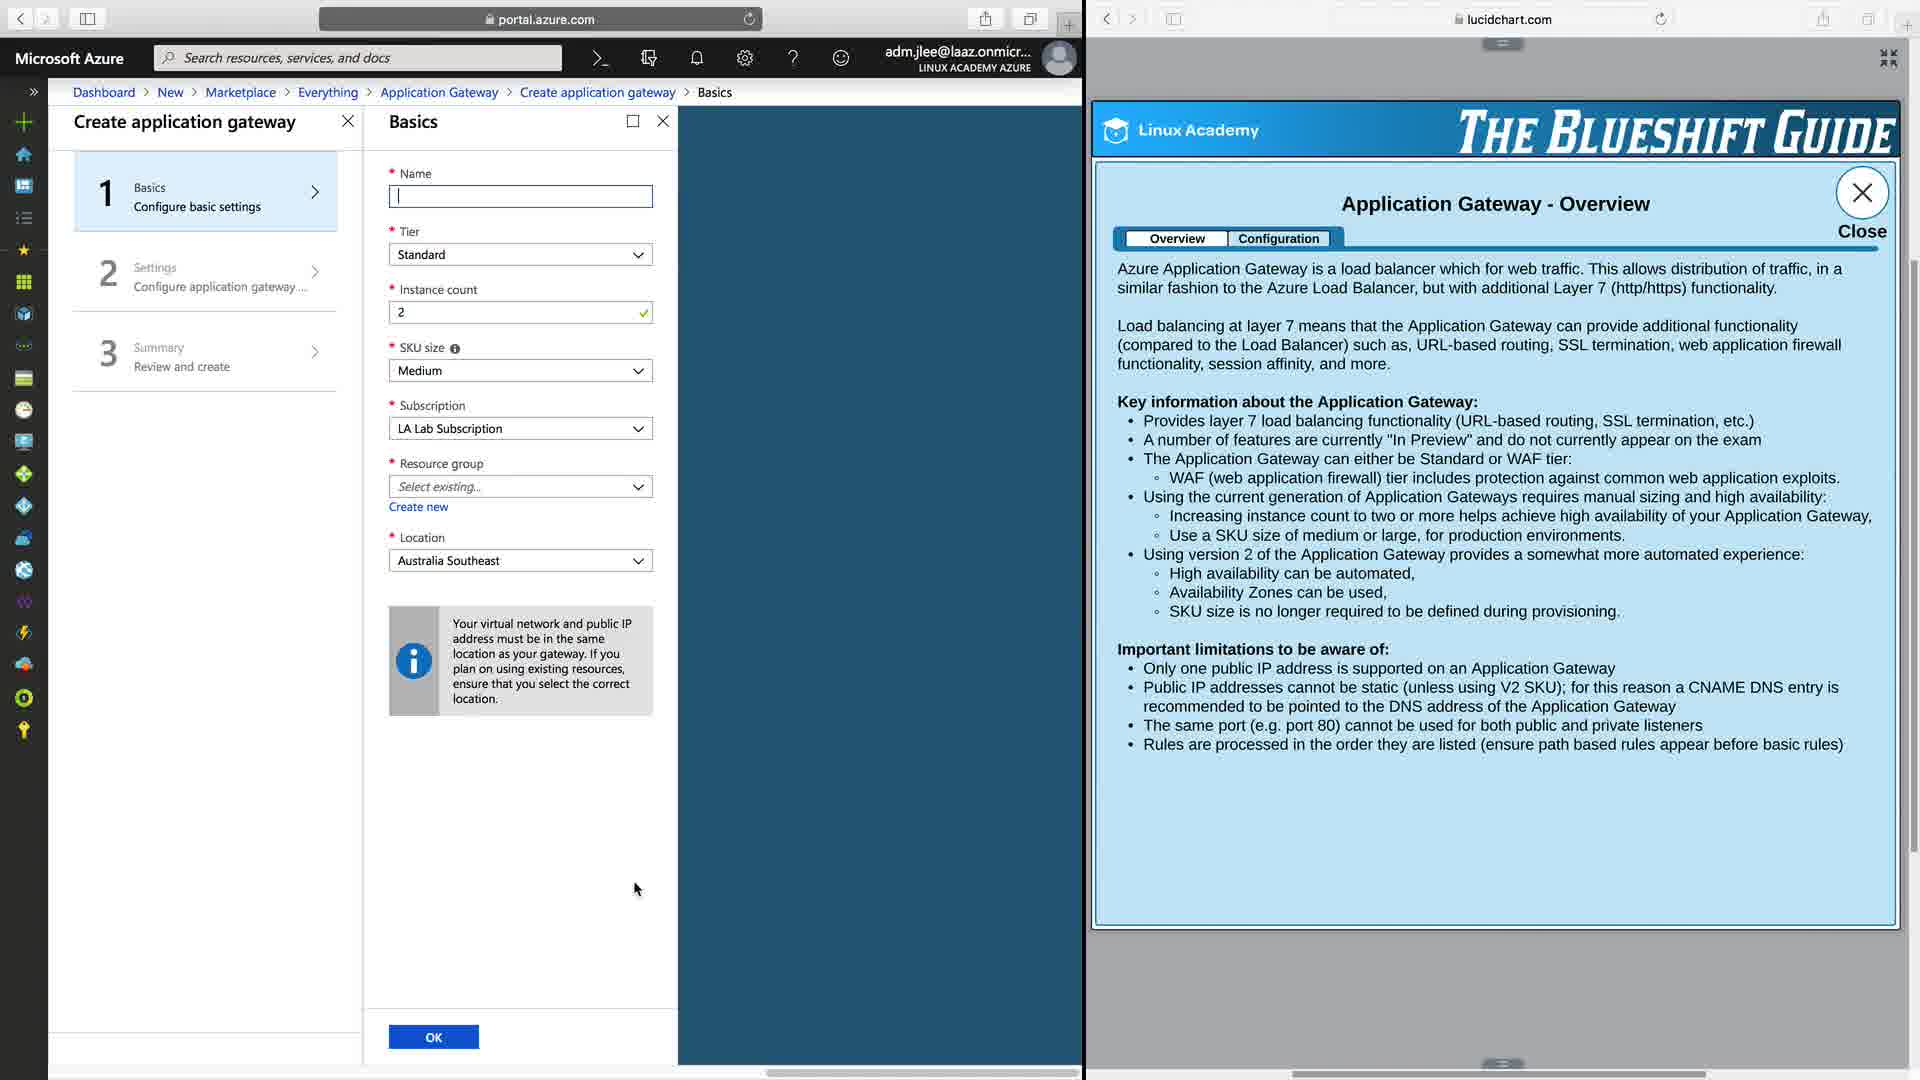 portal.azure.com
Microsoft Azure
Search resources, services, and docs
adm.jlee@laaz.onmicr...
LINUX ACADEMY AZURE
Dashboard > New > Marketplace > Everything > Application Gateway > Create application gateway > Basics
Create application gateway
1
Basics
Configure basic settings
2
Settings
Configure application gateway ...
3
Summary
Review and create
Basics
* Name
* Tier
Standard
* Instance count
2
* SKU size
Medium
* Subscription
LA Lab Subscription
* Resource group
Select existing...
Create new
* Location
Australia Southeast
Your virtual network and public IP
address must be in the same
location as your gateway. If you
plan on using existing resources,
ensure that you select the correct
location.
OK
lucidchart.com
Linux Academy
THE BLUESHIFT GUIDE
Application Gateway - Overview
Close
Overview
Configuration
Azure Application Gateway is a load balancer which for web traffic. This allows distribution of traffic, in a
similar fashion to the Azure Load Balancer, but with additional Layer 7 (http/https) functionality.
Load balancing at layer 7 means that the Application Gateway can provide additional functionality
(compared to the Load Balancer) such as, URL-based routing, SSL termination, web application firewall
functionality, session affinity, and more.
Key information about the Application Gateway:
• Provides layer 7 load balancing functionality (URL-based routing, SSL termination, etc.)
• A number of features are currently "In Preview" and do not currently appear on the exam
• The Application Gateway can either be Standard or WAF tier:
◦ WAF (web application firewall) tier includes protection against common web application exploits.
• Using the current generation of Application Gateways requires manual sizing and high availability:
◦ Increasing instance count to two or more helps achieve high availability of your Application Gateway,
◦ Use a SKU size of medium or large, for production environments.
• Using version 2 of the Application Gateway provides a somewhat more automated experience:
◦ High availability can be automated,
◦ Availability Zones can be used,
◦ SKU size is no longer required to be defined during provisioning.
Important limitations to be aware of:
• Only one public IP address is supported on an Application Gateway
• Public IP addresses cannot be static (unless using V2 SKU); for this reason a CNAME DNS entry is
recommended to be pointed to the DNS address of the Application Gateway
• The same port (e.g. port 80) cannot be used for both public and private listeners
• Rules are processed in the order they are listed (ensure path based rules appear before basic rules)